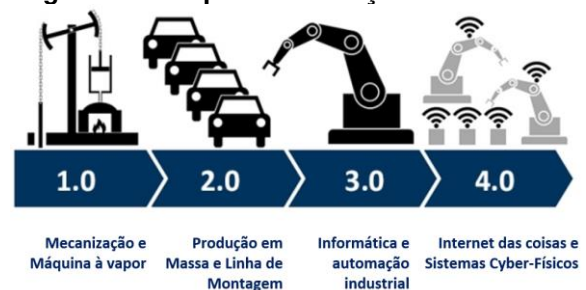 1.0 2.0 3.0 4.0
Mecanização e
Máquina à vapor
Produção em
Massa e Linha de
Montagem
Informática e
automação
industrial
Internet das coisas e
Sistemas Cyber-Físicos